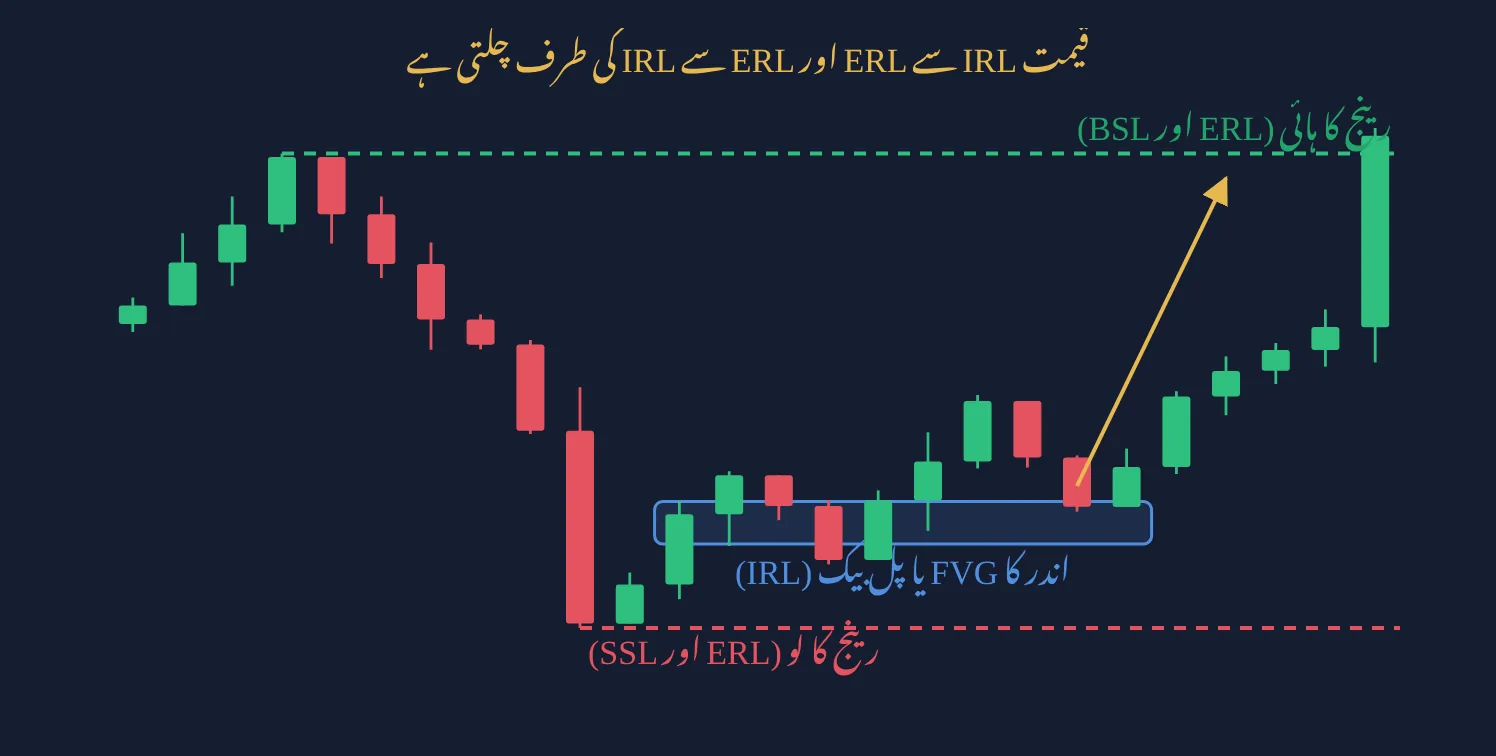 قیمت IRL سے ERL اور ERL سے IRL کی طرف چلتی ہے
رینج کا ہائی (ERL اور BSL)
اندر کا FVG یا پل بیک (IRL)
رینج کا لو (ERL اور SSL)